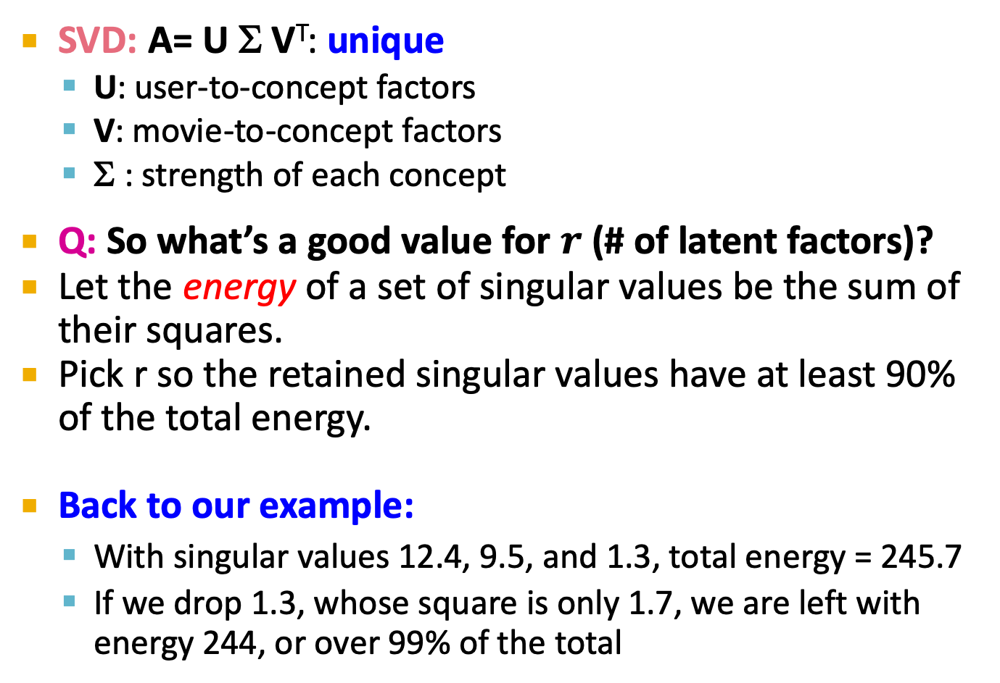 SVD: A= U Σ Vᵀ: unique
U: user-to-concept factors
V: movie-to-concept factors
Σ : strength of each concept
Q: So what’s a good value for r (# of latent factors)?
Let the energy of a set of singular values be the sum of
their squares.
Pick r so the retained singular values have at least 90%
of the total energy.
Back to our example:
With singular values 12.4, 9.5, and 1.3, total energy = 245.7
If we drop 1.3, whose square is only 1.7, we are left with
energy 244, or over 99% of the total